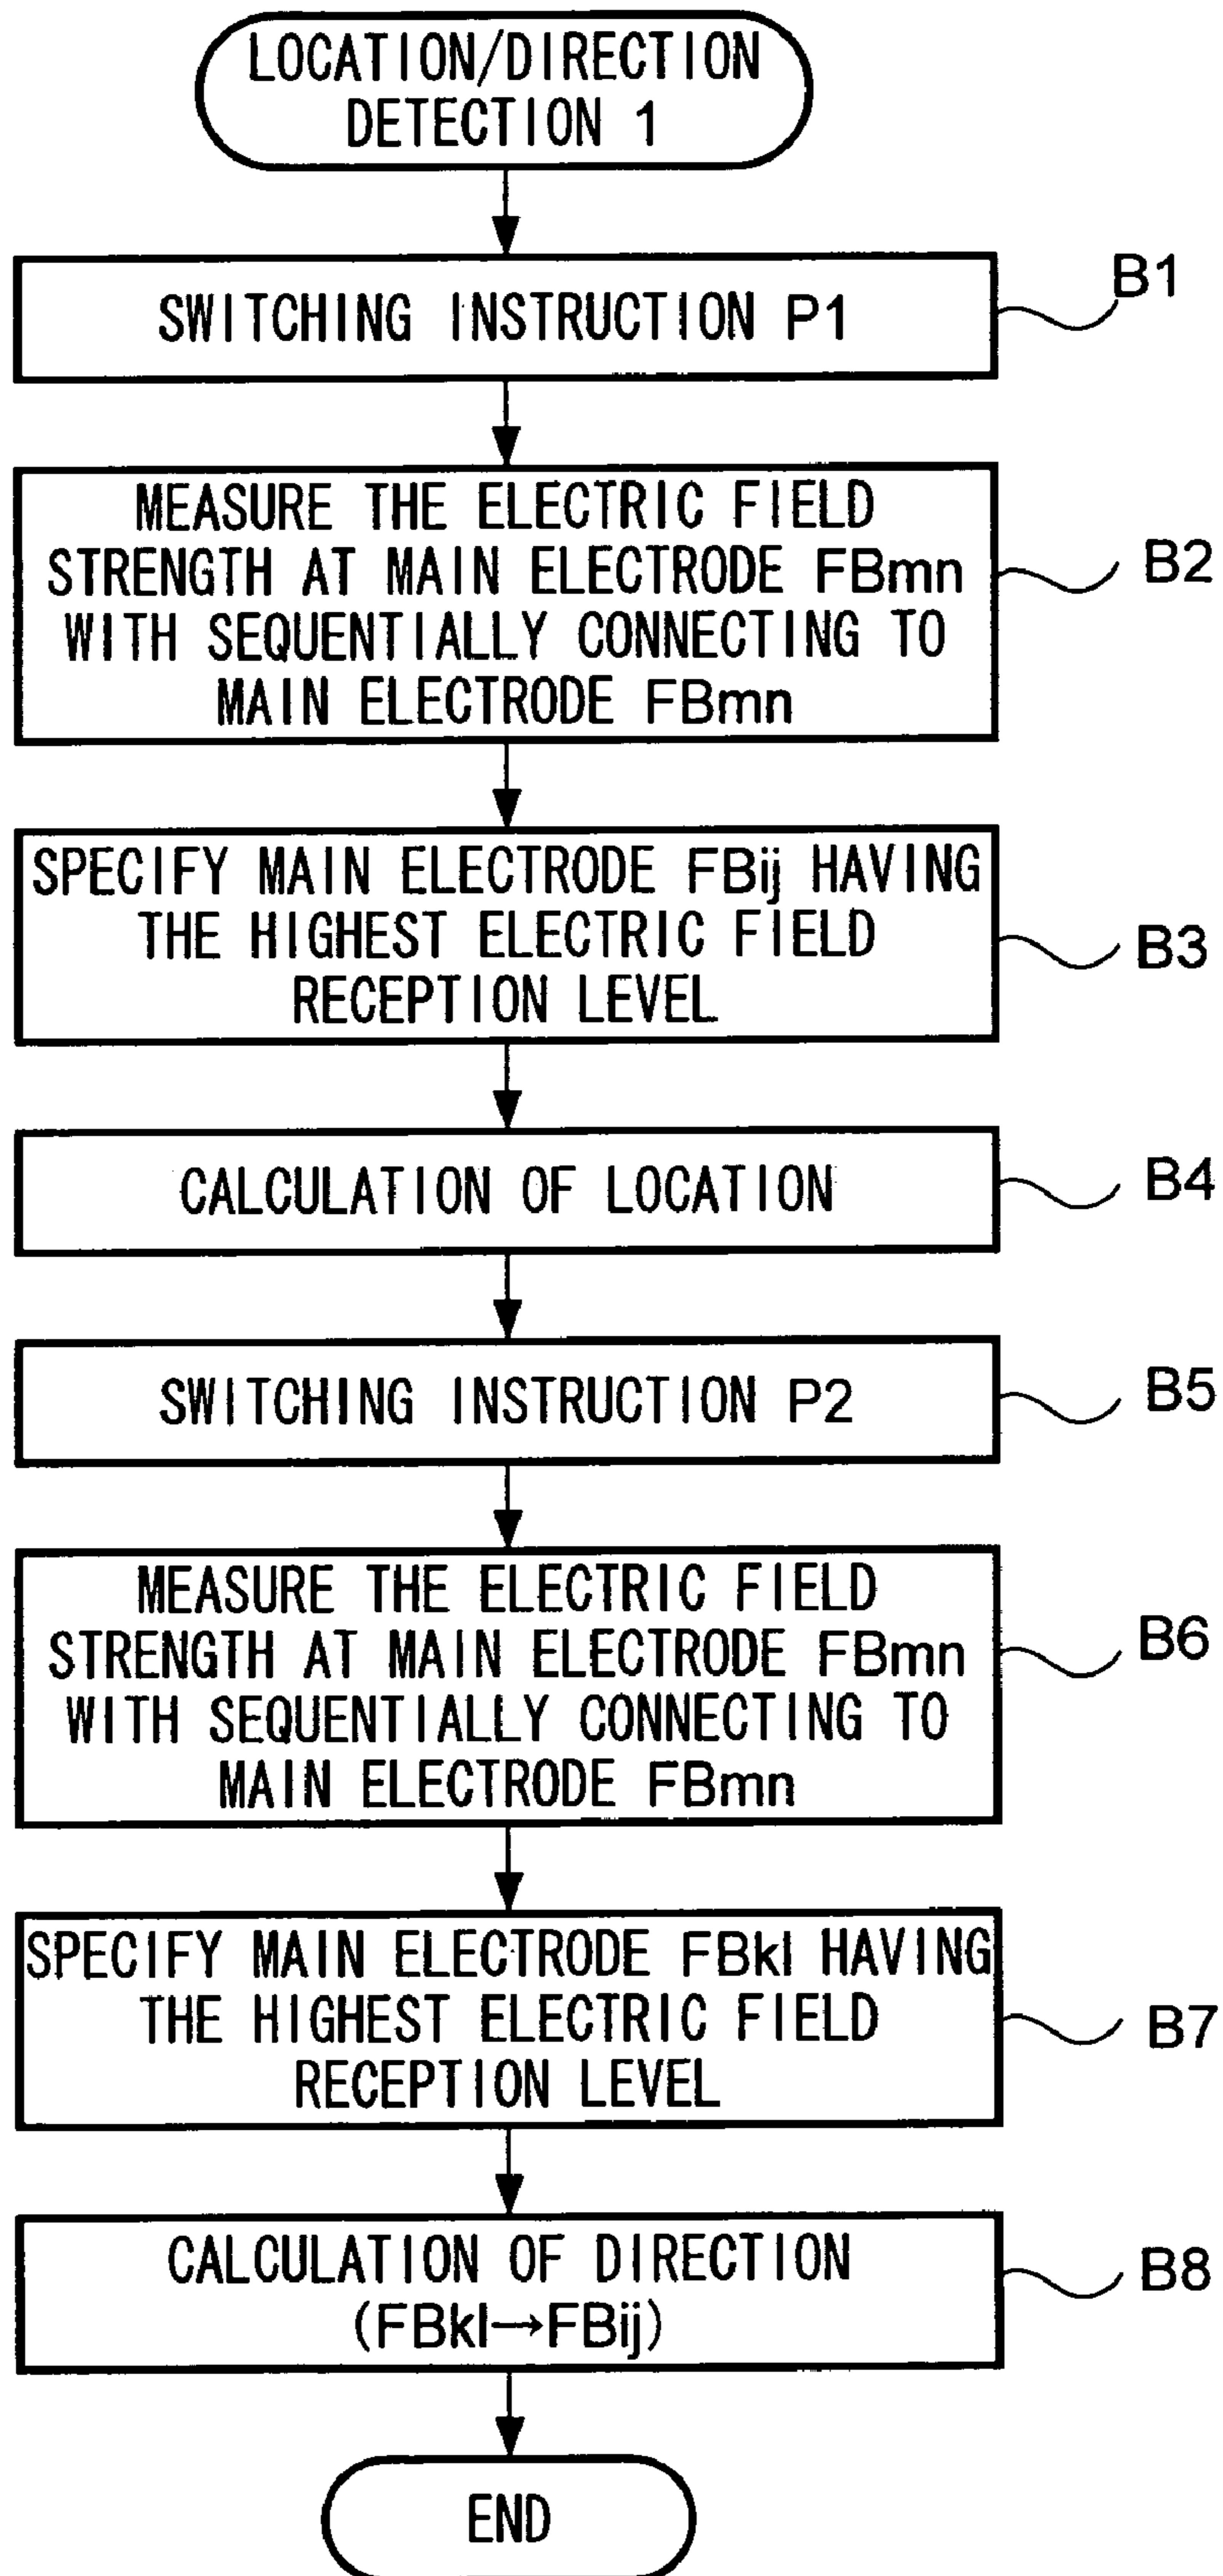 LOCATION/DIRECTION
DETECTION 1
SWITCHING INSTRUCTION P1
B1
MEASURE THE ELECTRIC FIELD
STRENGTH AT MAIN ELECTRODE FBmn
WITH SEQUENTIALLY CONNECTING TO
MAIN ELECTRODE FBmn
B2
SPECIFY MAIN ELECTRODE FBij HAVING
THE HIGHEST ELECTRIC FIELD
RECEPTION LEVEL
B3
CALCULATION OF LOCATION
B4
SWITCHING INSTRUCTION P2
B5
MEASURE THE ELECTRIC FIELD
STRENGTH AT MAIN ELECTRODE FBmn
WITH SEQUENTIALLY CONNECTING TO
MAIN ELECTRODE FBmn
B6
SPECIFY MAIN ELECTRODE FBkl HAVING
THE HIGHEST ELECTRIC FIELD
RECEPTION LEVEL
B7
CALCULATION OF DIRECTION
(FBkl→FBij)
B8
END